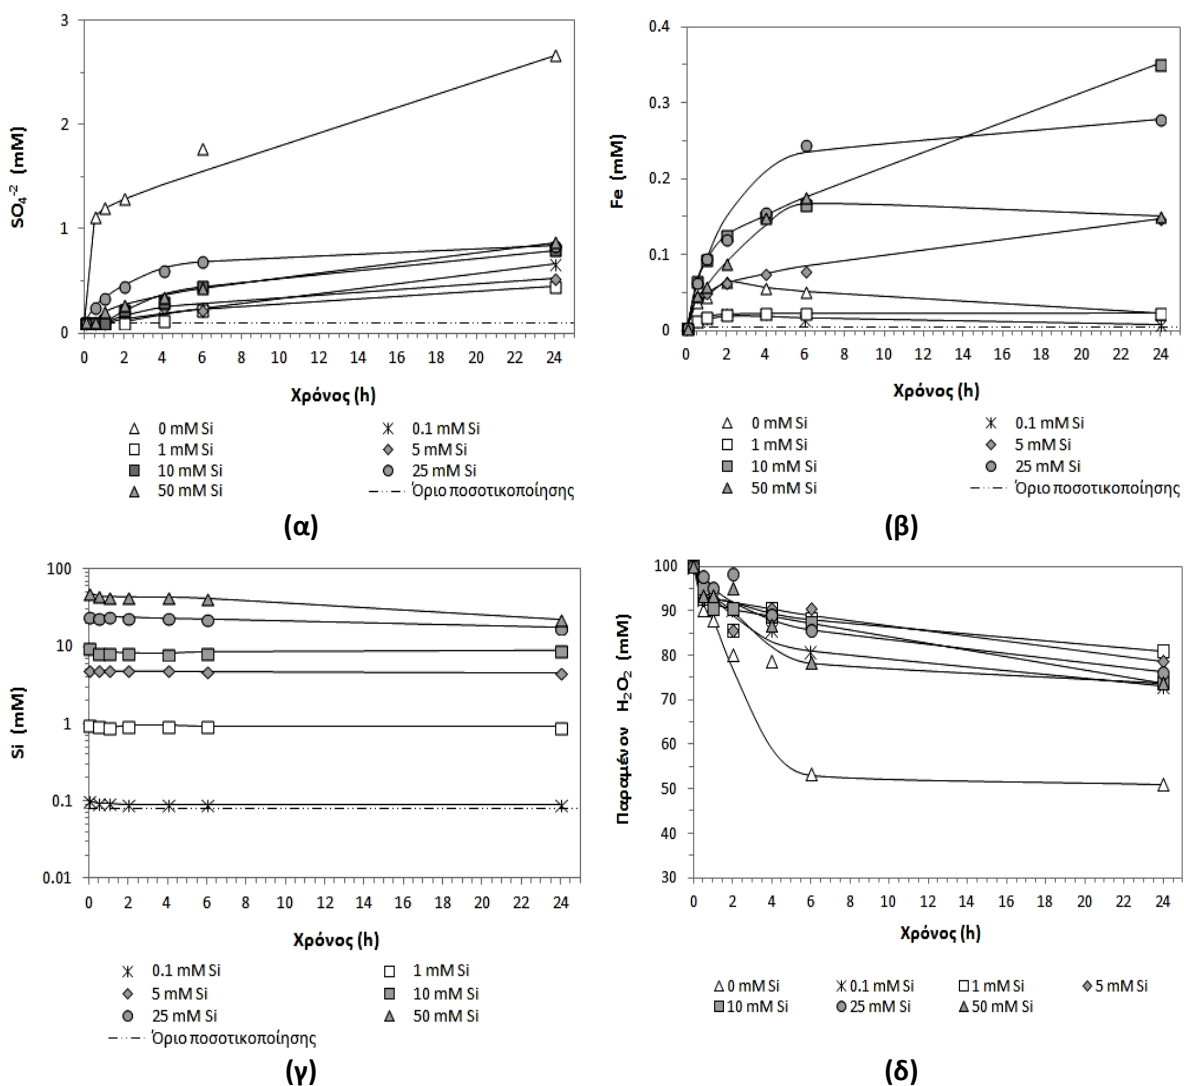 3
2
1
0
SO₄⁻² (mM)
0 2 4 6 8 10 12 14 16 18 20 22 24
Χρόνος (h)
0 mM Si
0.1 mM Si
1 mM Si
5 mM Si
10 mM Si
25 mM Si
50 mM Si
Όριο ποσοτικοποίησης
(α)
0.4
0.3
0.2
0.1
0
Fe (mM)
0 2 4 6 8 10 12 14 16 18 20 22 24
Χρόνος (h)
0 mM Si
0.1 mM Si
1 mM Si
5 mM Si
10 mM Si
25 mM Si
50 mM Si
Όριο ποσοτικοποίησης
(β)
100
10
1
0.1
0.01
Si (mM)
0 2 4 6 8 10 12 14 16 18 20 22 24
Χρόνος (h)
0.1 mM Si
1 mM Si
5 mM Si
10 mM Si
25 mM Si
50 mM Si
Όριο ποσοτικοποίησης
(γ)
100
90
80
70
60
50
40
30
Παραμένον H₂O₂ (mM)
0 2 4 6 8 10 12 14 16 18 20 22 24
Χρόνος (h)
0 mM Si 0.1 mM Si 1 mM Si 5 mM Si
10 mM Si 25 mM Si 50 mM Si
(δ)